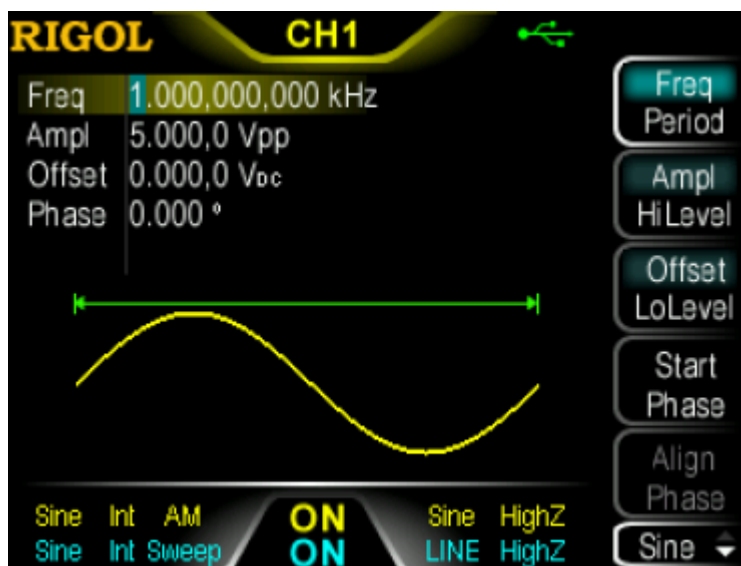 RIGOL CH1
Freq 1.000,000,000 kHz
Ampl 5.000,0 Vpp
Offset 0.000,0 VDC
Phase 0.000 °
Freq
Period
Ampl
HiLevel
Offset
LoLevel
Start
Phase
Align
Phase
Sine
Sine Int AM ON Sine HighZ
Sine Int Sweep ON LINE HighZ